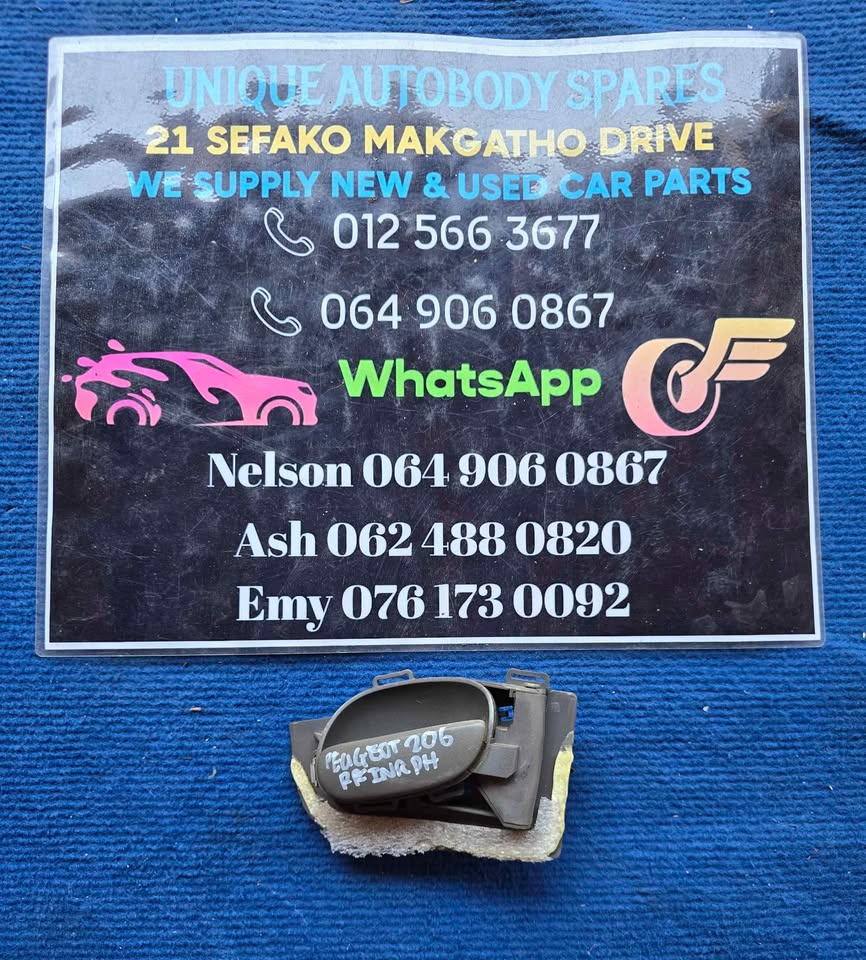 UNIQUE AUTOBODY SPARES
21 SEFAKO MAKGATHO DRIVE
WE SUPPLY NEW & USED CAR PARTS
012 566 3677
064 906 0867
WhatsApp
Nelson 064 906 0867
Ash 062 488 0820
Emy 076 173 0092
PEUGEOT 206
RF INR DH